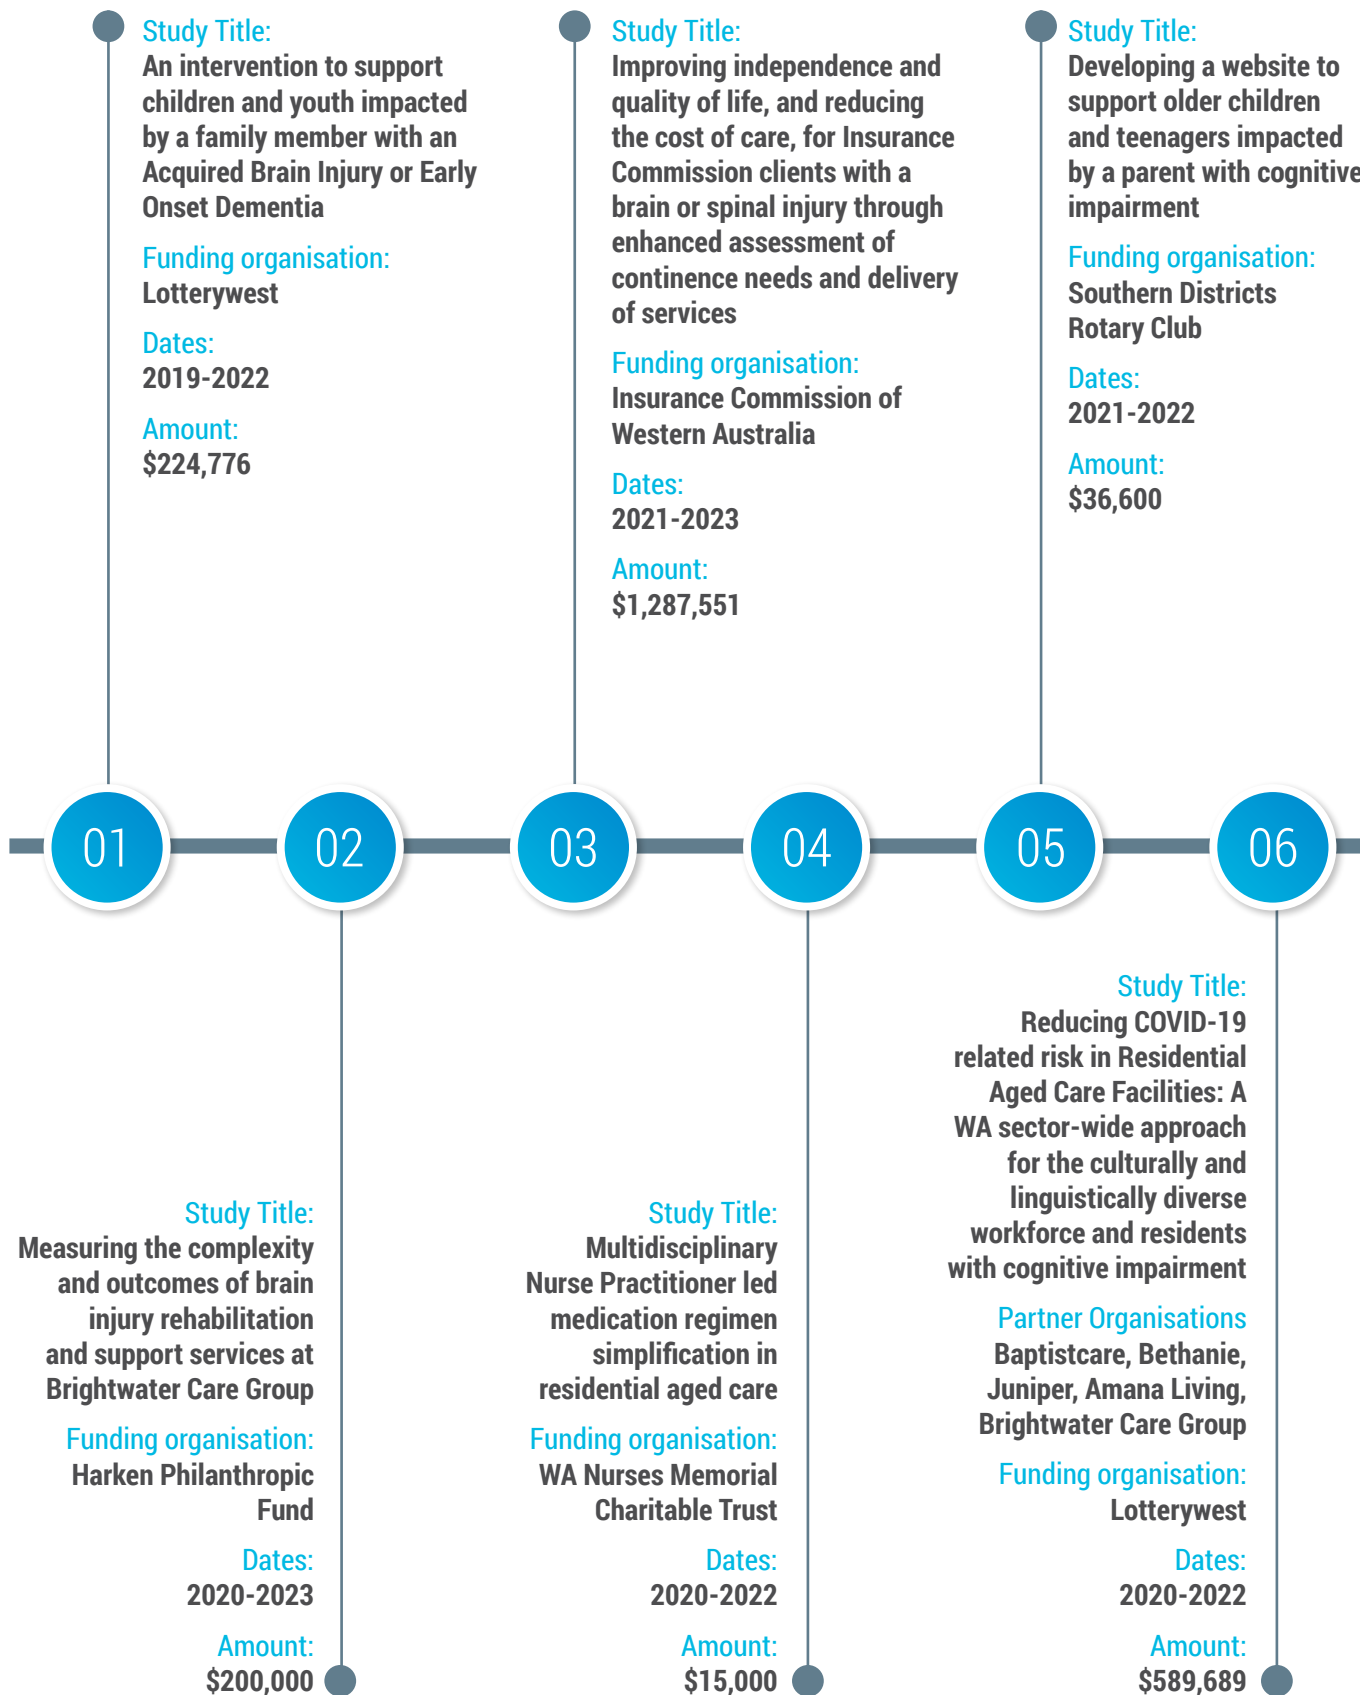 Study Title:
An intervention to support
children and youth impacted
by a family member with an
Acquired Brain Injury or Early
Onset Dementia
Funding organisation:
Lotterywest
Dates:
2019-2022
Amount:
$224,776
Study Title:
Improving independence and
quality of life, and reducing
the cost of care, for Insurance
Commission clients with a
brain or spinal injury through
enhanced assessment of
continence needs and delivery
of services
Funding organisation:
Insurance Commission of
Western Australia
Dates:
2021-2023
Amount:
$1,287,551
Study Title:
Developing a website to
support older children
and teenagers impacted
by a parent with cognitive
impairment
Funding organisation:
Southern Districts
Rotary Club
Dates:
2021-2022
Amount:
$36,600
01
02
03
04
05
06
Study Title:
Measuring the complexity
and outcomes of brain
injury rehabilitation
and support services at
Brightwater Care Group
Funding organisation:
Harken Philanthropic
Fund
Dates:
2020-2023
Amount:
$200,000
Study Title:
Multidisciplinary
Nurse Practitioner led
medication regimen
simplification in
residential aged care
Funding organisation:
WA Nurses Memorial
Charitable Trust
Dates:
2020-2022
Amount:
$15,000
Study Title:
Reducing COVID-19
related risk in Residential
Aged Care Facilities: A
WA sector-wide approach
for the culturally and
linguistically diverse
workforce and residents
with cognitive impairment
Partner Organisations
Baptistcare, Bethanie,
Juniper, Amana Living,
Brightwater Care Group
Funding organisation:
Lotterywest
Dates:
2020-2022
Amount:
$589,689